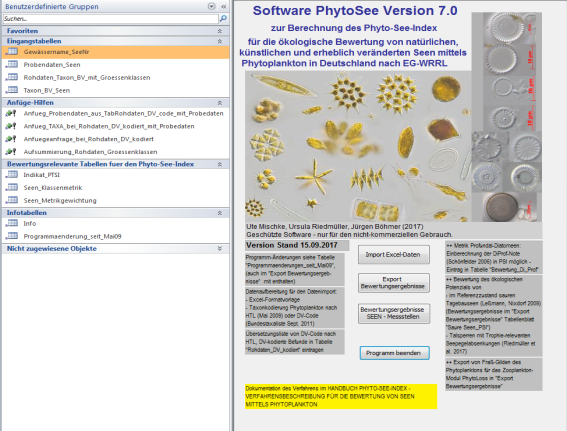 Benutzerdefinierte Gruppen
Suchen...
Favoriten
Eingangstabellen
Gewässername_SeeNr
Probendaten_Seen
Rohdaten_Taxon_BV_mit_Groessenklassen
Taxon_BV_Seen
Anfüge-Hilfen
Anfueg_Probendaten_aus_TabRohdaten_DV_code_mit_Probedaten
Anfueg_TAXA_bei_Rohdaten_DV_kodiert_mit_Probedaten
Anfuegeanfrage_bei_Rohdaten_DV_kodiert
Aufsummierung_Rohdaten_Groessenklassen
Bewertungsrelevante Tabellen fuer den Phyto-See-Index
Indikat_PTSI
Seen_Klassenmetrik
Seen_Metrikgewichtung
Infotabellen
Info
Programmaenderung_seit_Mai09
Nicht zugewiesene Objekte
Software PhytoSee Version 7.0
zur Berechnung des Phyto-See-Index
für die ökologische Bewertung von natürlichen,
künstlichen und erheblich veränderten Seen mittels
Phytoplankton in Deutschland nach EG-WRRL
Ute Mischke, Ursula Riedmüller, Jürgen Böhmer (2017)
Geschützte Software - nur für den nicht-kommerziellen Gebrauch.
Version Stand 15.09.2017
Programm-Änderungen siehe Tabelle
"Programmaenderungen_seit_Mai09",
(auch im "Export Bewertungsergeb-
nisse" mit enthalten)
Datenaufbereitung für den Datenimport:
- Excel-Formatvorlage
- Taxonkodierung Phytoplankton nach
HTL (Mai 2009) oder DV-Code
(Bundestaxaliste Sept. 2011)
Übersetzungsliste von DV-Code nach
HTL, DV-kodierte Befunde in Tabelle
"Rohdaten_DV_kodiert" eintragen
Import Excel-Daten
Export
Bewertungsergebnisse
Bewertungsergebnisse
SEEN - Messstellen
Programm beenden
++ Metrik Profundal-Diatomeen:
Einberechnung der DiProf-Note
(Schönfelder 2006) in PSI möglich -
Eintrag in Tabelle "Bewertung_Di_Prof"
++ Bewertung des ökologischen
Potenzials von
- im Referenzzustand sauren
Tagebauseen (Leßmann, Nixdorf 2009)
(Bewertungsergebnisse im "Export
Bewertungsergebnisse" Tabellenblatt
"Saure Seen_PSI")
- Talsperren mit Trophie-relevanten
Seepegelabsenkungen (Riedmüller et
al. 2017)
++ Export von Fraß-Gilden des
Phytoplanktons für das Zooplankton-
Modul PhytoLoss in "Export
Bewertungsergebnisse"
Dokumentation des Verfahrens im HANDBUCH PHYTO-SEE-INDEX -
VERFAHRENSBESCHREIBUNG FÜR DIE BEWERTUNG VON SEEN
MITTELS PHYTOPLANKTON